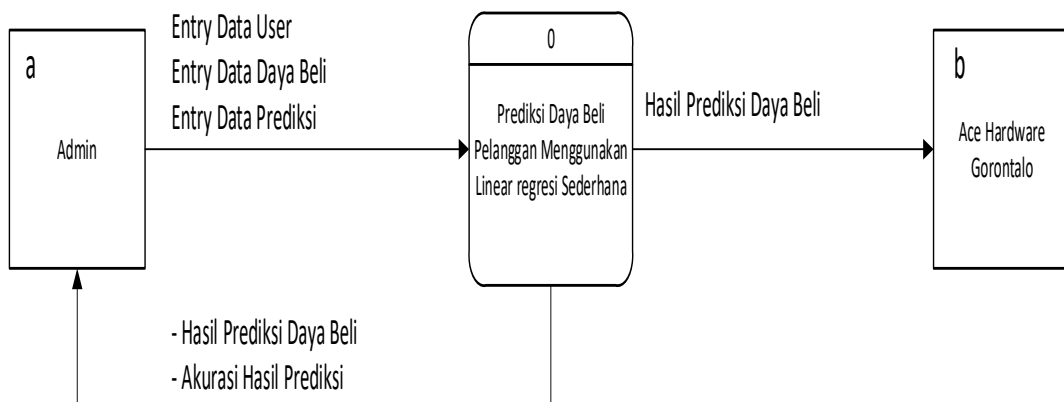 a
Admin
Entry Data User
Entry Data Daya Beli
Entry Data Prediksi
0
Prediksi Daya Beli
Pelanggan Menggunakan
Linear regresi Sederhana
Hasil Prediksi Daya Beli
b
Ace Hardware
Gorontalo
- Hasil Prediksi Daya Beli
- Akurasi Hasil Prediksi